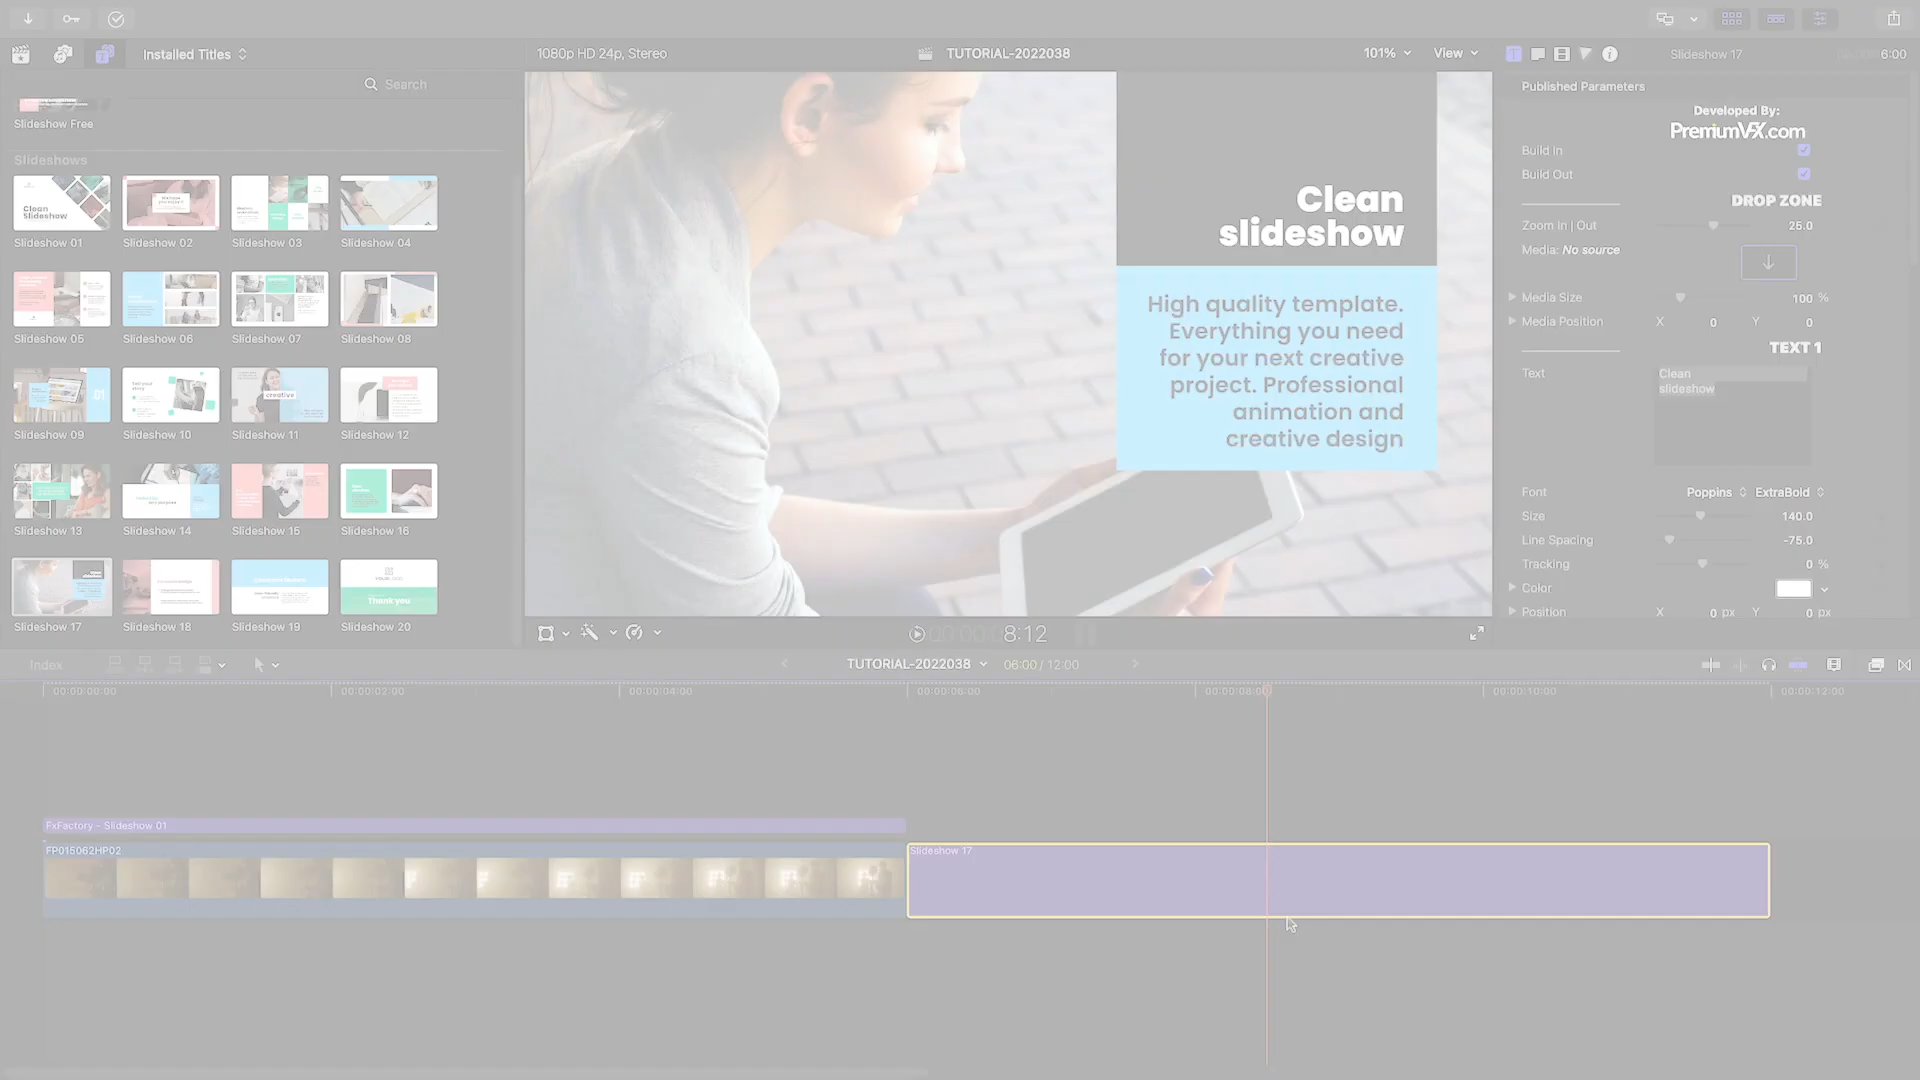 Installed Titles
1080p HD 24p, Stereo
TUTORIAL-2022038
101%
View
Slideshow 17
6:00
Search
Slideshow Free
Slideshows
Clean
Slideshow
Slideshow 01
Slideshow 02
Slideshow 03
Slideshow 04
Slideshow 05
Slideshow 06
Slideshow 07
Slideshow 08
.01
creative
Slideshow 09
Slideshow 10
Slideshow 11
Slideshow 12
Slideshow 13
Slideshow 14
Slideshow 15
Slideshow 16
Thank you
Slideshow 17
Slideshow 18
Slideshow 19
Slideshow 20
Clean
slideshow
High quality template.
Everything you need
for your next creative
project. Professional
animation and
creative design
Published Parameters
Developed By:
PremiumVFX.com
Build In
Build Out
DROP ZONE
Zoom In | Out 25.0
Media: No source
Media Size 100 %
Media Position X 0 Y 0
TEXT 1
Text Clean
slideshow
Font Poppins ExtraBold
Size 140.0
Line Spacing -75.0
Tracking 0 %
Color
Position X 0 px Y 0 px
00:00:00:08:12
Index
TUTORIAL-2022038
06:00 / 12:00
00:00:00:00
00:00:02:00
00:00:04:00
00:00:06:00
00:00:08:00
00:00:10:00
00:00:12:00
FxFactory - Slideshow 01
FP015062HP02
Slideshow 17